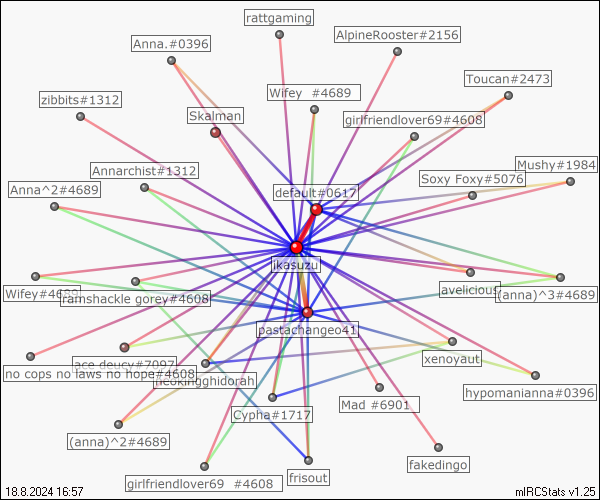 rattgaming
AlpineRooster#2156
Anna.#0396
Toucan#2473
Wifey #4689
zibbits#1312
Skalman
girlfriendlover69#4608
Mushy#1984
Annarchist#1312
Soxy Foxy#5076
Anna^2#4689
default#0617
jkasuzu
Wifey#4689
ramshackle gorey#4608
avelicious
(anna)^3#4689
pastachangeo41
xenoyaut
ace deucy#7097
no cops no laws no hope#4608
neokingghidorah
hypomanianna#0396
Mad #6901
Cypha#1717
(anna)^2#4689
fakedingo
frisout
girlfriendlover69 #4608
18.8.2024 16:57
mIRCStats v1.25